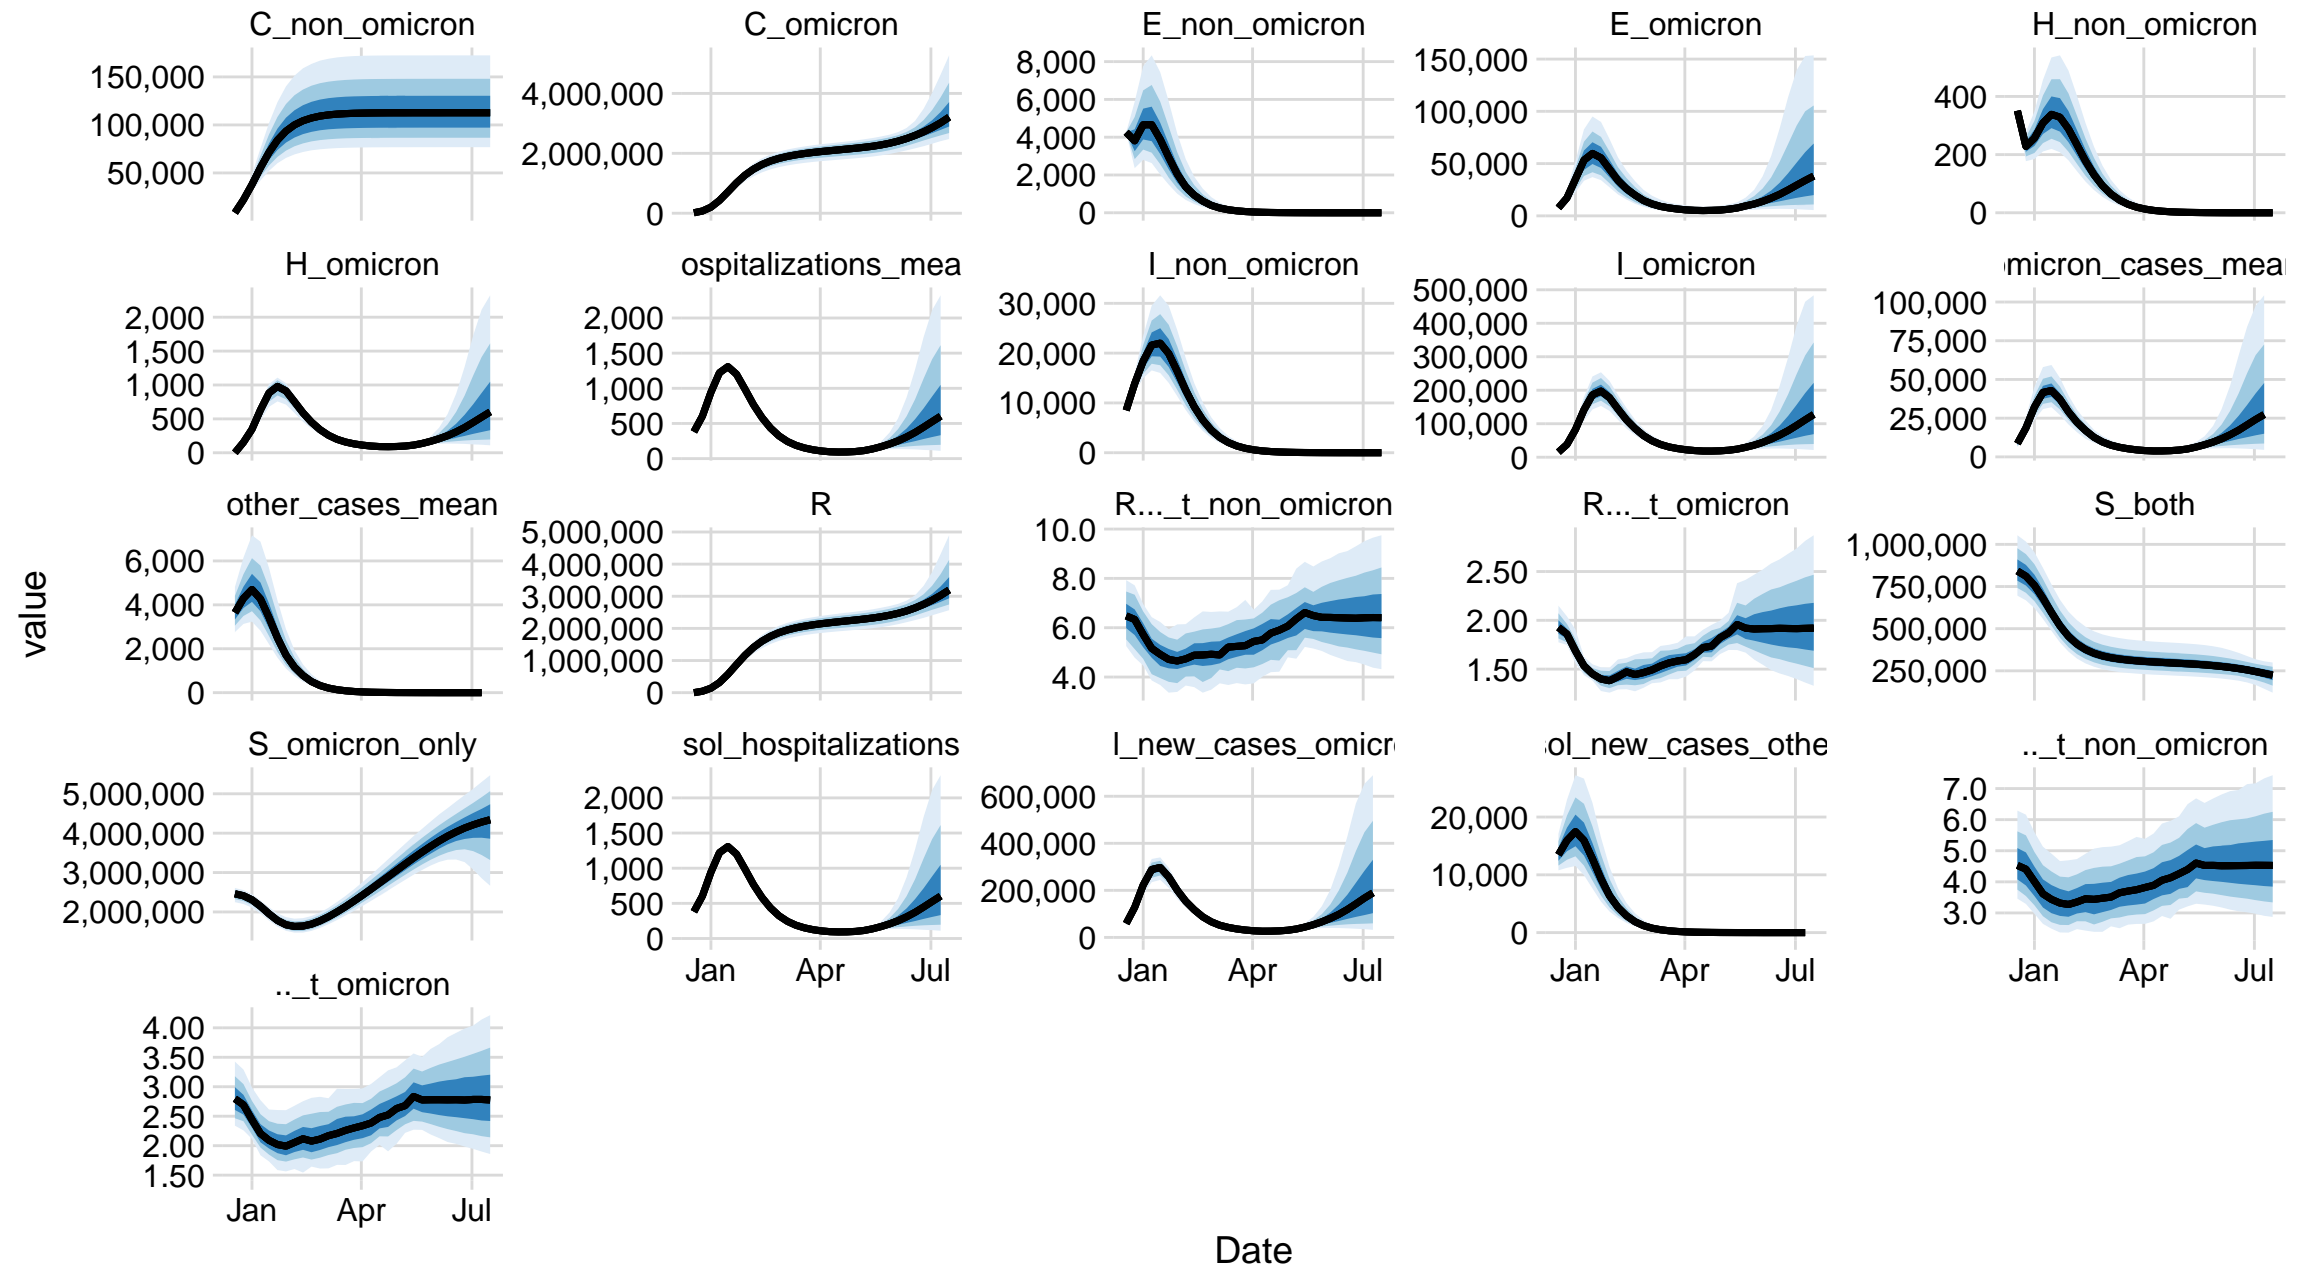 C_non_omicron C_omicron E_non_omicron E_omicron H_non_omicron
150,000 100,000 50,000
4,000,000 2,000,000 0
8,000 6,000 4,000 2,000 0
150,000 100,000 50,000 0
400 200 0
H_omicron ospitalizations_mea I_non_omicron I_omicron micron_cases_mea
2,000 1,500 1,000 500 0
2,000 1,500 1,000 500 0
30,000 20,000 10,000 0
500,000 400,000 300,000 200,000 100,000 0
100,000 75,000 50,000 25,000 0
other_cases_mean R R..._t_non_omicron R..._t_omicron S_both
6,000 4,000 2,000 0
5,000,000 4,000,000 3,000,000 2,000,000 1,000,000 0
10.0 8.0 6.0 4.0
2.50 2.00 1.50
1,000,000 750,000 500,000 250,000
S_omicron_only sol_hospitalizations l_new_cases_omicr ol_new_cases_othe .._t_non_omicron
5,000,000 4,000,000 3,000,000 2,000,000
2,000 1,500 1,000 500 0
600,000 400,000 200,000 0
20,000 10,000 0
7.0 6.0 5.0 4.0 3.0
Jan Apr Jul
Jan Apr Jul
Jan Apr Jul
Jan Apr Jul
.._t_omicron
4.00 3.50 3.00 2.50 2.00 1.50
Jan Apr Jul
value
Date